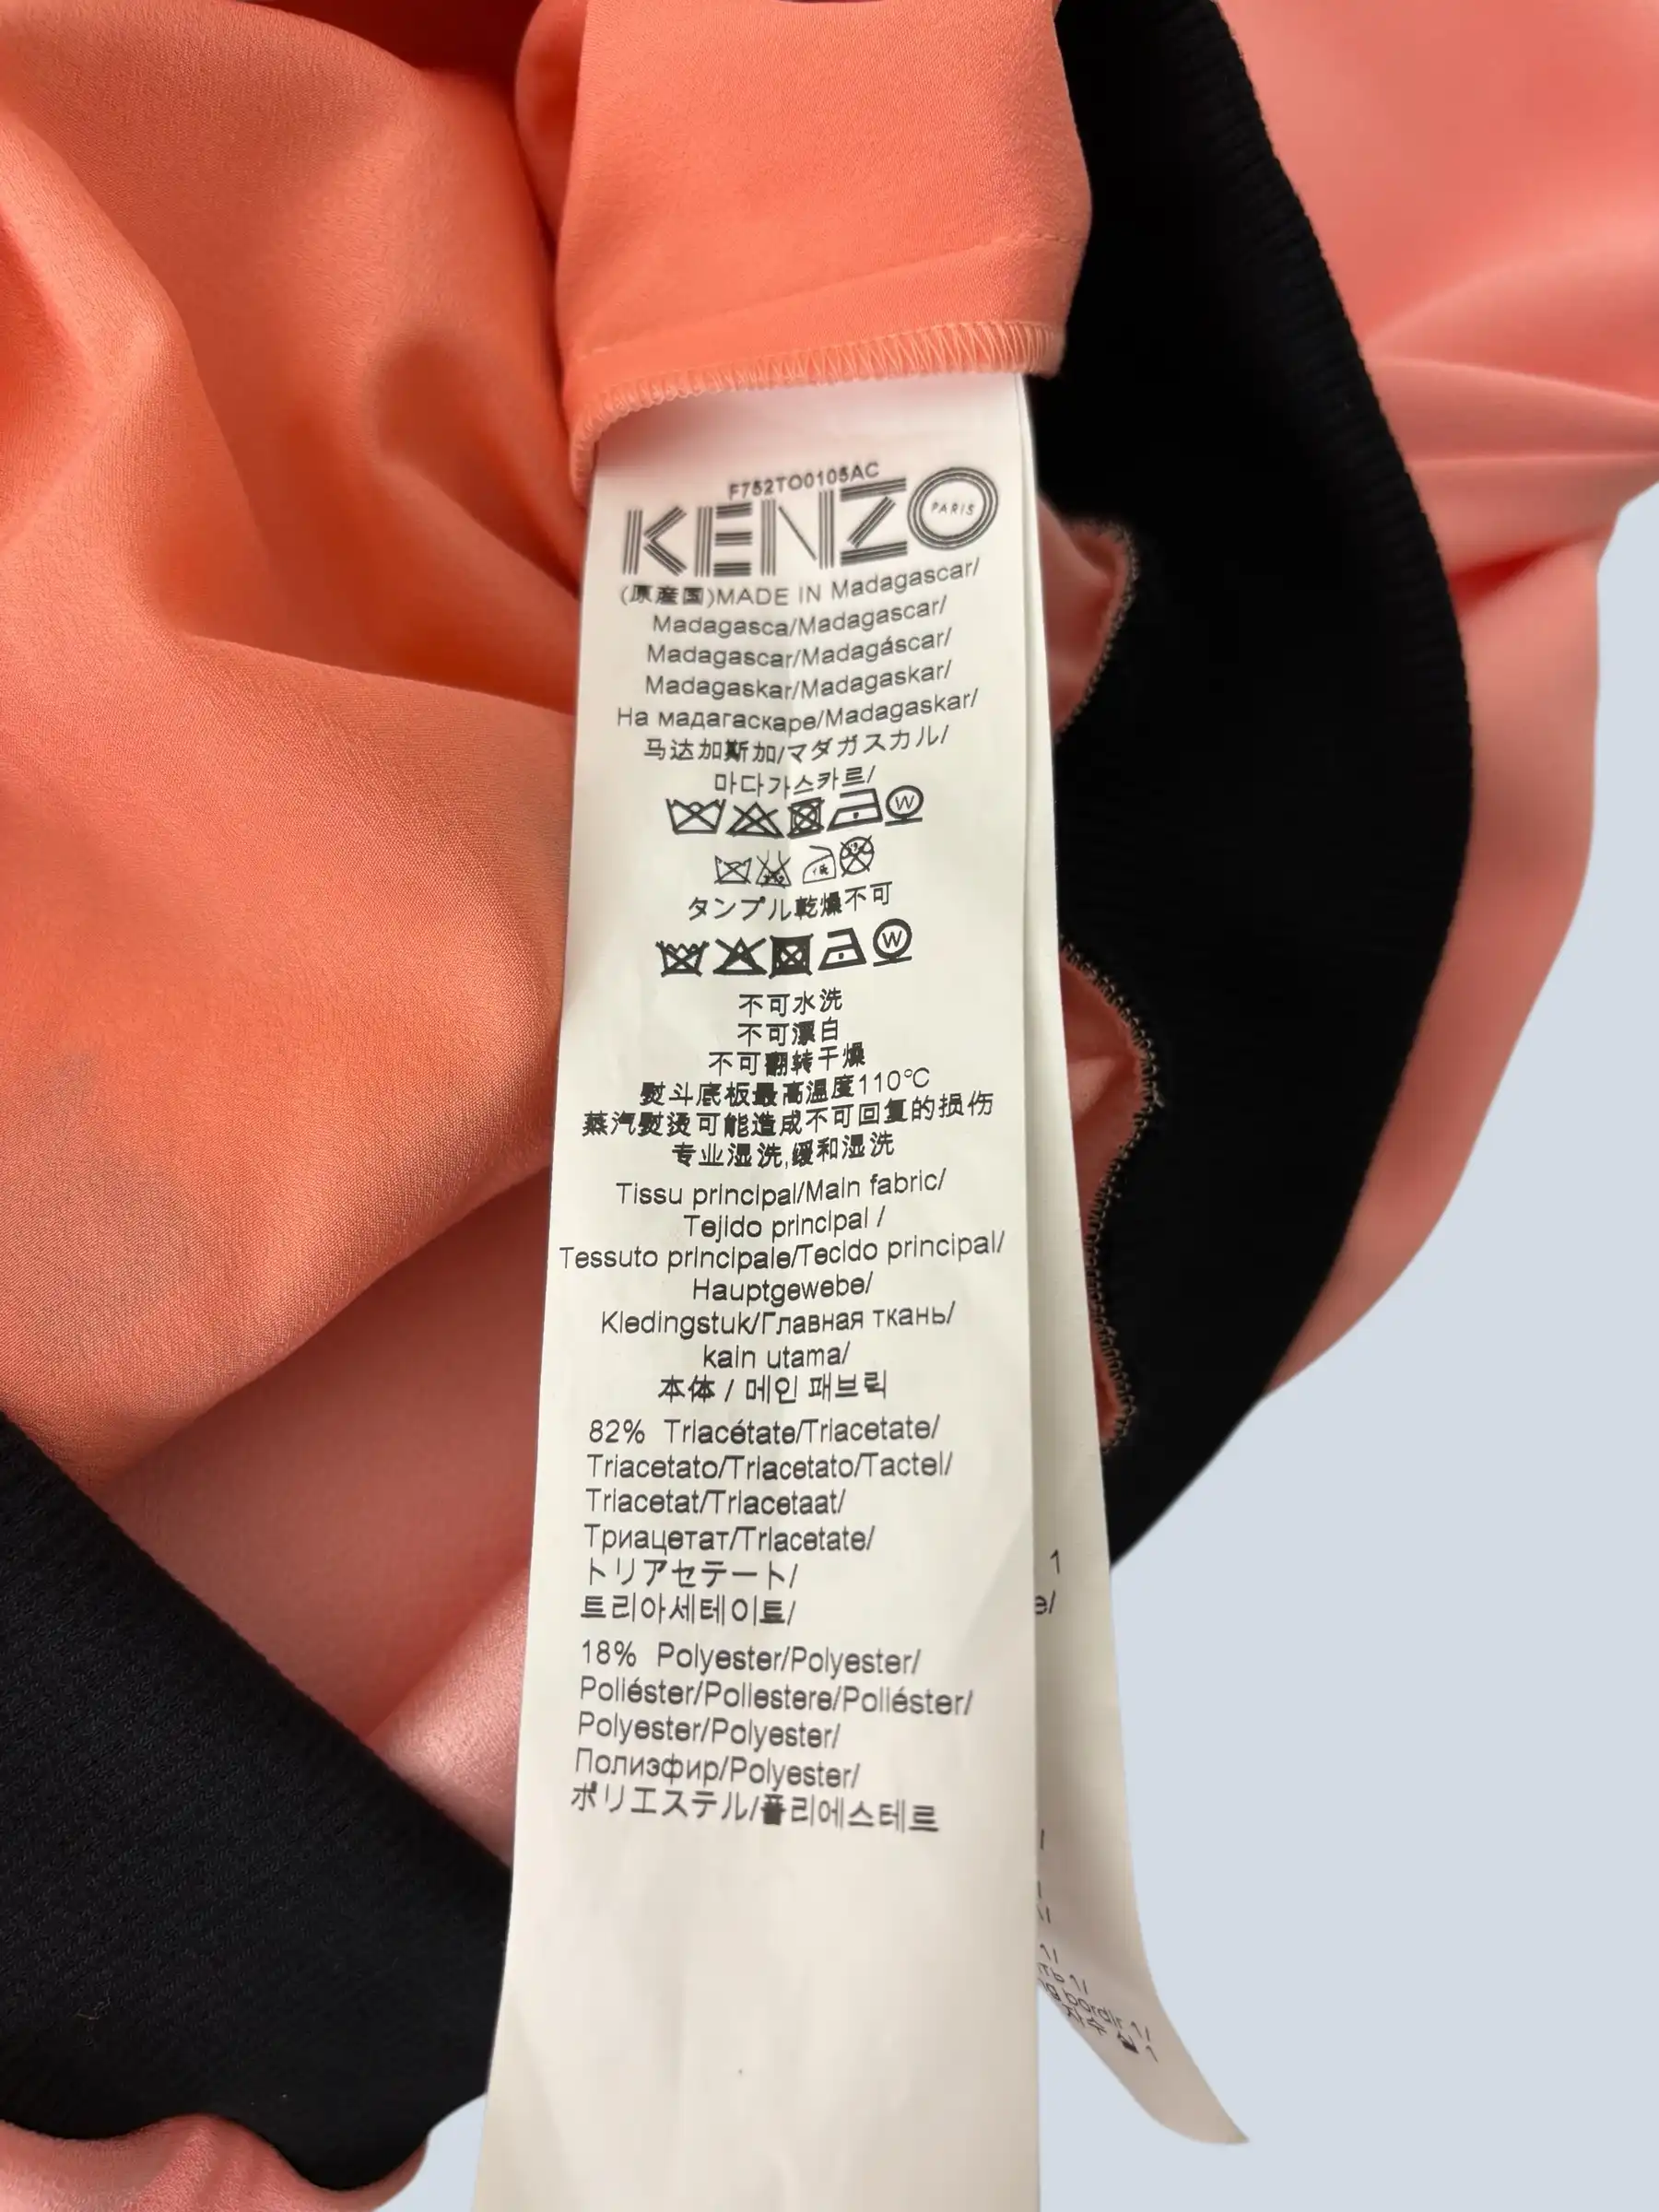 F752TO0105AC
KENZO PARIS
(原産国)MADE IN Madagascar/
Madagasca/Madagascar/
Madagascar/Madagáscar/
Madagaskar/Madagaskar/
На мадагаскаре/Madagaskar/
马达加斯加/マダガスカル/
마다가스카르/
W
タンブル乾燥不可
W
不可水洗
不可漂白
不可翻转干燥
熨斗底板最高温度110°C
蒸汽熨烫可能造成不可回复的损伤
专业湿洗,缓和湿洗
Tissu principal/Main fabric/
Tejido principal /
Tessuto principale/Tecido principal/
Hauptgewebe/
Kledingstuk/Главная ткань/
kain utama/
本体 / 메인 패브릭
82% Triacétate/Triacetate/
Triacetato/Triacetato/Tactel/
Triacetat/Triacetaat/
Триацетат/Triacetate/
トリアセテート/
트리아세테이트/
18% Polyester/Polyester/
Poliéster/Poliestere/Poliéster/
Polyester/Polyester/
Полиэфир/Polyester/
ポリエステル/폴리에스테르
1
e/